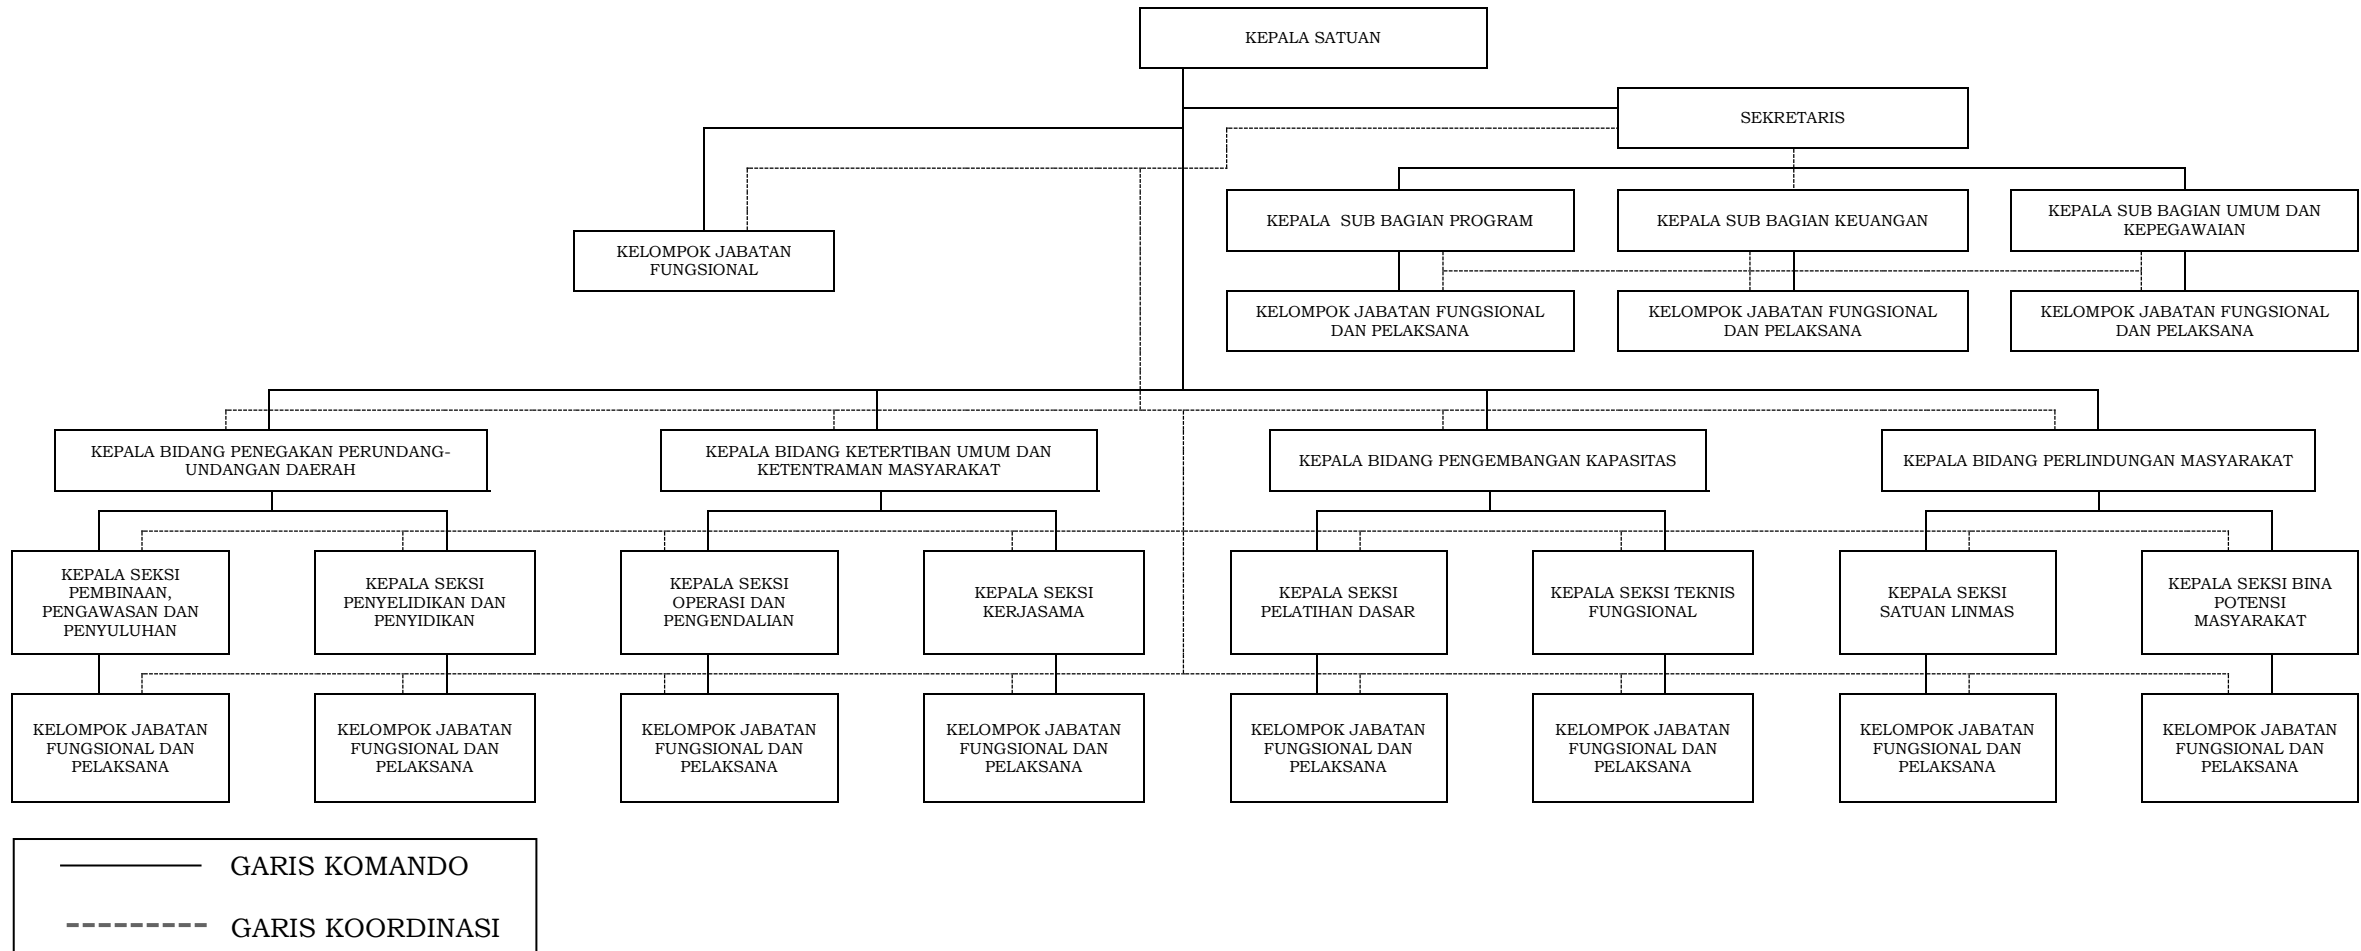 KEPALA SATUAN
SEKRETARIS
KEPALA  SUB BAGIAN PROGRAM
KEPALA SUB BAGIAN KEUANGAN
KEPALA SUB BAGIAN UMUM DAN
KEPEGAWAIAN
KELOMPOK JABATAN
FUNGSIONAL
KELOMPOK JABATAN FUNGSIONAL
DAN PELAKSANA
KELOMPOK JABATAN FUNGSIONAL
DAN PELAKSANA
KELOMPOK JABATAN FUNGSIONAL
DAN PELAKSANA
KEPALA BIDANG PENEGAKAN PERUNDANG-
UNDANGAN DAERAH
KEPALA BIDANG KETERTIBAN UMUM DAN
KETENTRAMAN MASYARAKAT
KEPALA BIDANG PENGEMBANGAN KAPASITAS
KEPALA BIDANG PERLINDUNGAN MASYARAKAT
KEPALA SEKSI
PEMBINAAN,
PENGAWASAN DAN
PENYULUHAN
KEPALA SEKSI
PENYELIDIKAN DAN
PENYIDIKAN
KEPALA SEKSI
OPERASI DAN
PENGENDALIAN
KEPALA SEKSI
KERJASAMA
KEPALA SEKSI
PELATIHAN DASAR
KEPALA SEKSI TEKNIS
FUNGSIONAL
KEPALA SEKSI
SATUAN LINMAS
KEPALA SEKSI BINA
POTENSI
MASYARAKAT
KELOMPOK JABATAN
FUNGSIONAL DAN
PELAKSANA
KELOMPOK JABATAN
FUNGSIONAL DAN
PELAKSANA
KELOMPOK JABATAN
FUNGSIONAL DAN
PELAKSANA
KELOMPOK JABATAN
FUNGSIONAL DAN
PELAKSANA
KELOMPOK JABATAN
FUNGSIONAL DAN
PELAKSANA
KELOMPOK JABATAN
FUNGSIONAL DAN
PELAKSANA
KELOMPOK JABATAN
FUNGSIONAL DAN
PELAKSANA
KELOMPOK JABATAN
FUNGSIONAL DAN
PELAKSANA
GARIS KOMANDO
GARIS KOORDINASI